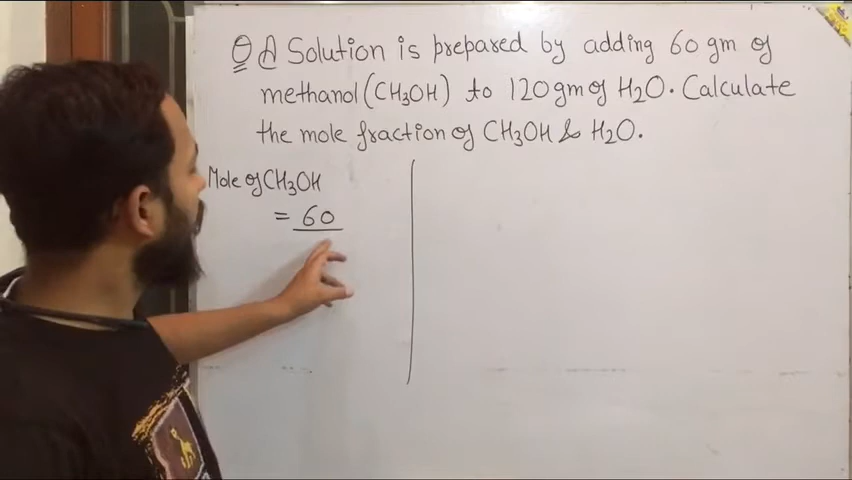 Q A Solution is prepared by adding 60 gm of
methanol (CH3OH) to 120 gm of H2O. Calculate
the mole fraction of CH3OH & H2O.
Mole of CH3OH
= 60